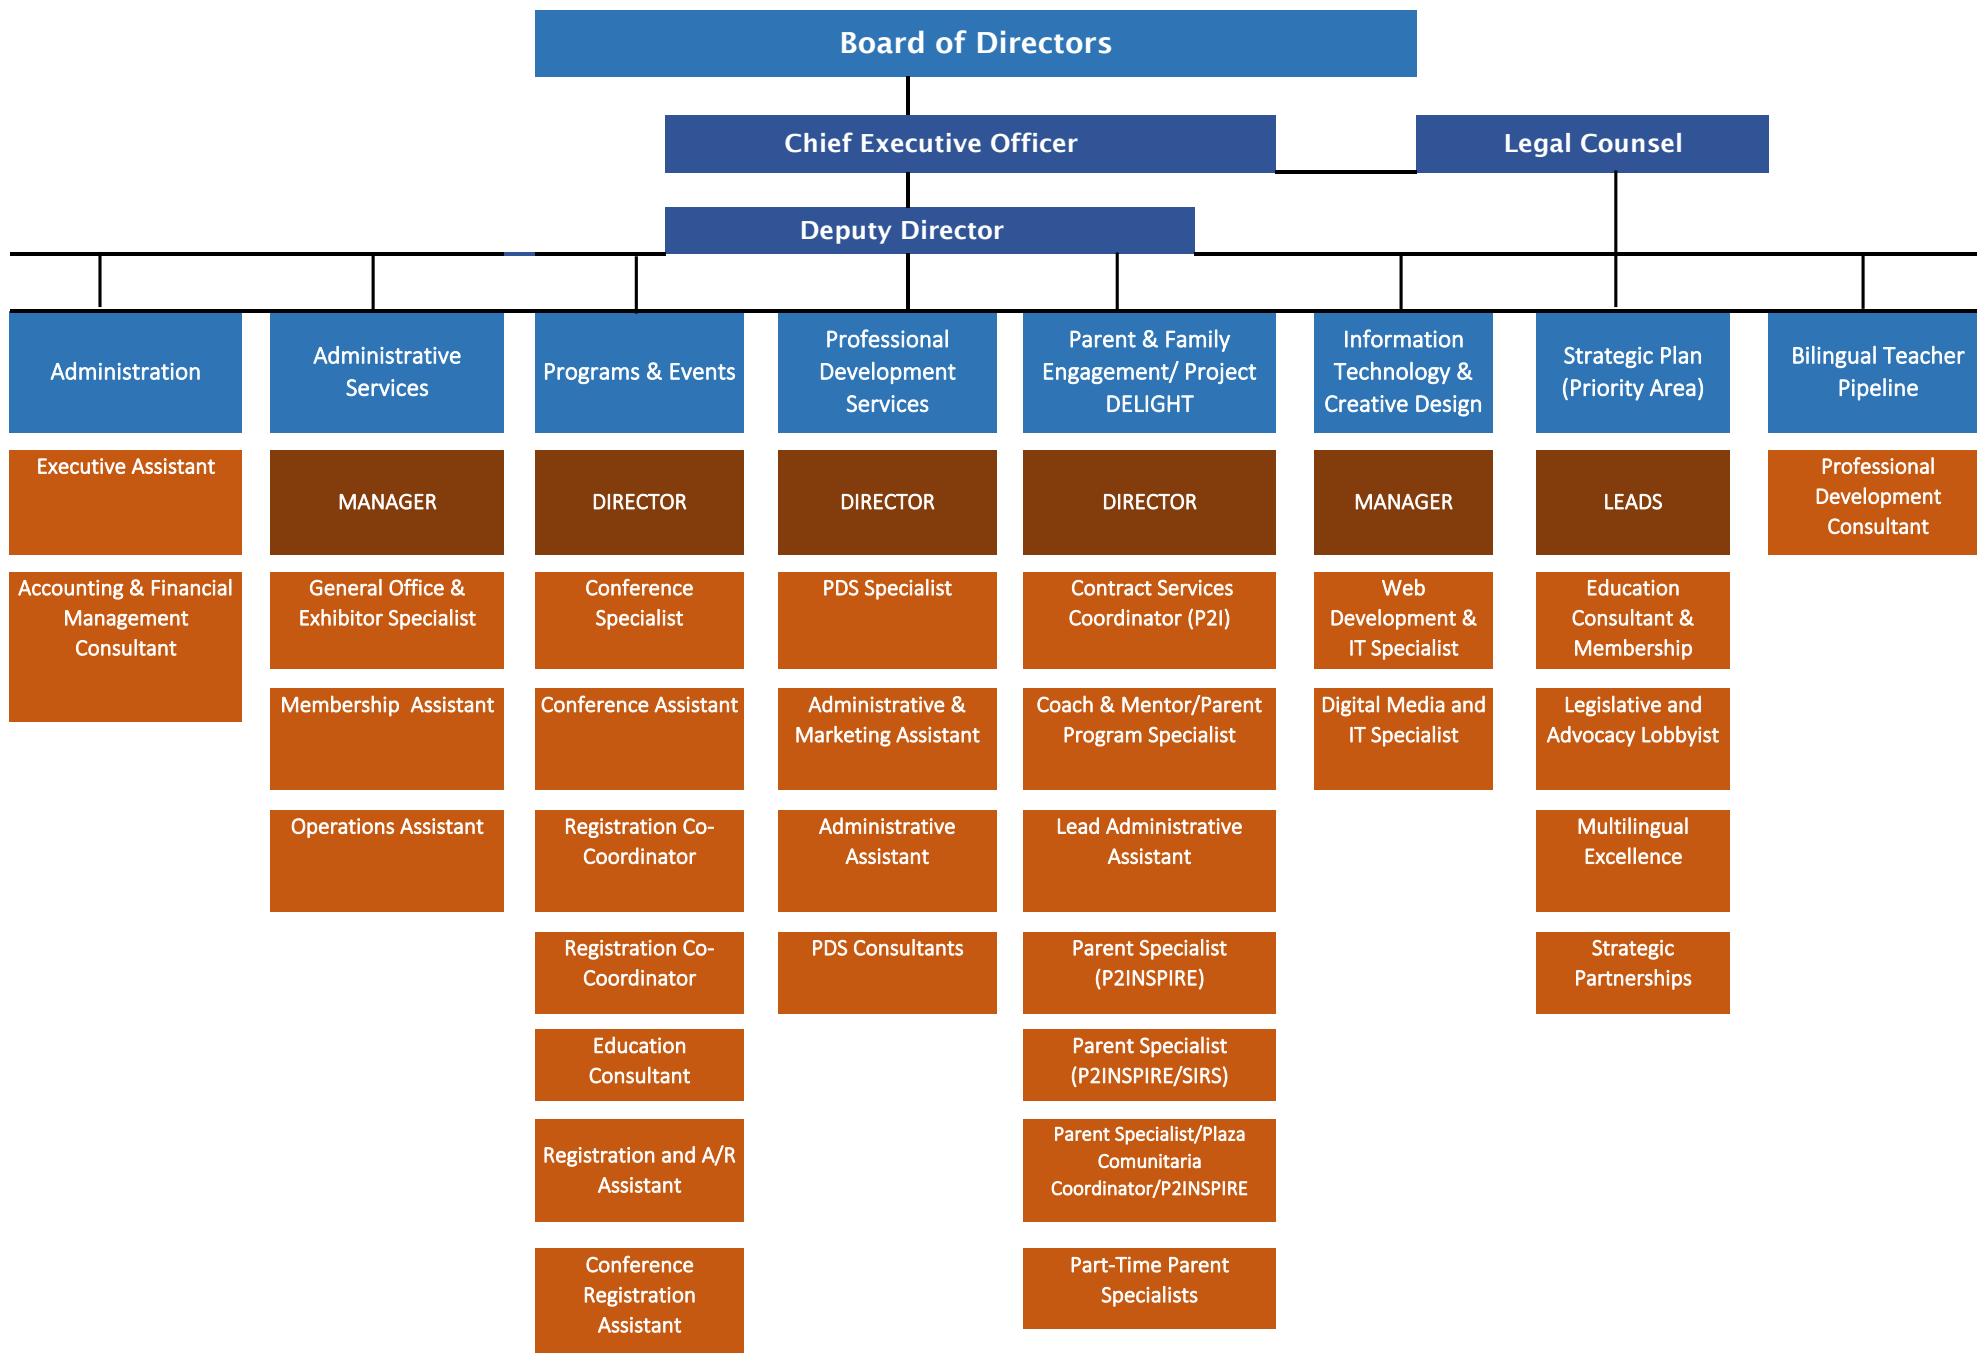 Board of Directors
Chief Executive Officer
Legal Counsel
Deputy Director
Administration
Administrative
Services
Programs & Events
Professional
Development
Services
Parent & Family
Engagement/ Project
DELIGHT
Information
Technology &
Creative Design
Strategic Plan
(Priority Area)
Bilingual Teacher
Pipeline
Executive Assistant
MANAGER
DIRECTOR
DIRECTOR
DIRECTOR
MANAGER
LEADS
Professional
Development
Consultant
Accounting & Financial
Management
Consultant
General Office &
Exhibitor Specialist
Conference
Specialist
PDS Specialist
Contract Services
Coordinator (P2I)
Web
Development &
IT Specialist
Education
Consultant &
Membership
Membership  Assistant
Conference Assistant
Administrative &
Marketing Assistant
Coach & Mentor/Parent
Program Specialist
Digital Media and
IT Specialist
Legislative and
Advocacy Lobbyist
Operations Assistant
Registration Co-
Coordinator
Administrative
Assistant
Lead Administrative
Assistant
Multilingual
Excellence
Registration Co-
Coordinator
PDS Consultants
Parent Specialist
(P2INSPIRE)
Strategic
Partnerships
Education
Consultant
Parent Specialist
(P2INSPIRE/SIRS)
Registration and A/R
Assistant
Parent Specialist/Plaza
Comunitaria
Coordinator/P2INSPIRE
Conference
Registration
Assistant
Part-Time Parent
Specialists